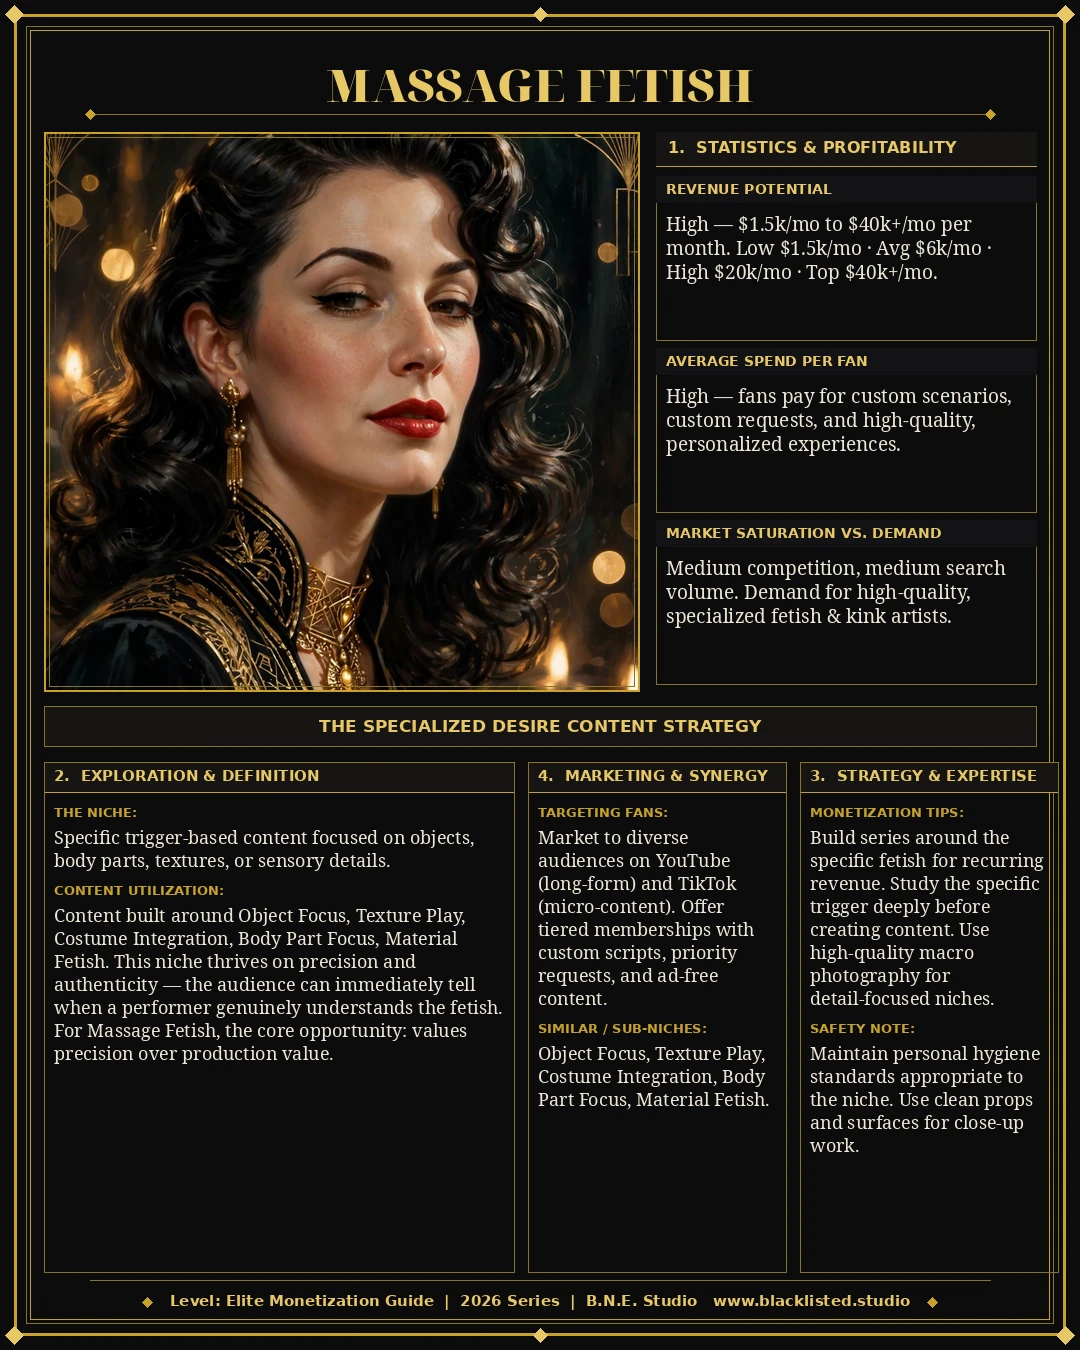 MASSAGE FETISH
1. STATISTICS & PROFITABILITY
REVENUE POTENTIAL
High — $1.5k/mo to $40k+/mo per
month. Low $1.5k/mo · Avg $6k/mo ·
High $20k/mo · Top $40k+/mo.
AVERAGE SPEND PER FAN
High — fans pay for custom scenarios,
custom requests, and high-quality,
personalized experiences.
MARKET SATURATION VS. DEMAND
Medium competition, medium search
volume. Demand for high-quality,
specialized fetish & kink artists.
THE SPECIALIZED DESIRE CONTENT STRATEGY
2. EXPLORATION & DEFINITION
THE NICHE:
Specific trigger-based content focused on objects,
body parts, textures, or sensory details.
CONTENT UTILIZATION:
Content built around Object Focus, Texture Play,
Costume Integration, Body Part Focus, Material
Fetish. This niche thrives on precision and
authenticity — the audience can immediately tell
when a performer genuinely understands the fetish.
For Massage Fetish, the core opportunity: values
precision over production value.
4. MARKETING & SYNERGY
TARGETING FANS:
Market to diverse
audiences on YouTube
(long-form) and TikTok
(micro-content). Offer
tiered memberships with
custom scripts, priority
requests, and ad-free
content.
SIMILAR / SUB-NICHES:
Object Focus, Texture Play,
Costume Integration, Body
Part Focus, Material Fetish.
3. STRATEGY & EXPERTISE
MONETIZATION TIPS:
Build series around the
specific fetish for recurring
revenue. Study the specific
trigger deeply before
creating content. Use
high-quality macro
photography for
detail-focused niches.
SAFETY NOTE:
Maintain personal hygiene
standards appropriate to
the niche. Use clean props
and surfaces for close-up
work.
Level: Elite Monetization Guide | 2026 Series | B.N.E. Studio www.blacklisted.studio